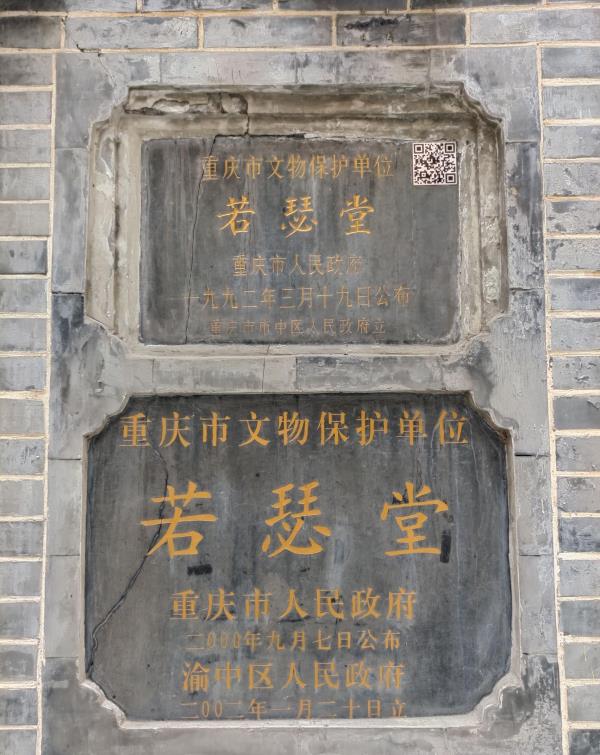 重庆市文物保护单位
若瑟堂
重庆市人民政府
一九九二年三月十九日公布
重庆市市中区人民政府立
重庆市文物保护单位
若瑟堂
重庆市人民政府
二000年九月七日公布
渝中区人民政府
二00二年一月二十日立